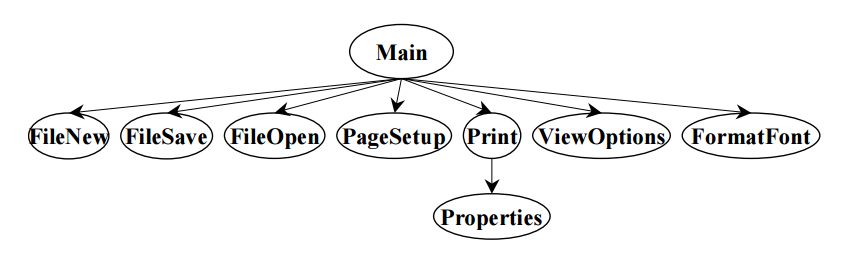 Main
FileNew FileSave FileOpen PageSetup Print ViewOptions FormatFont
Properties